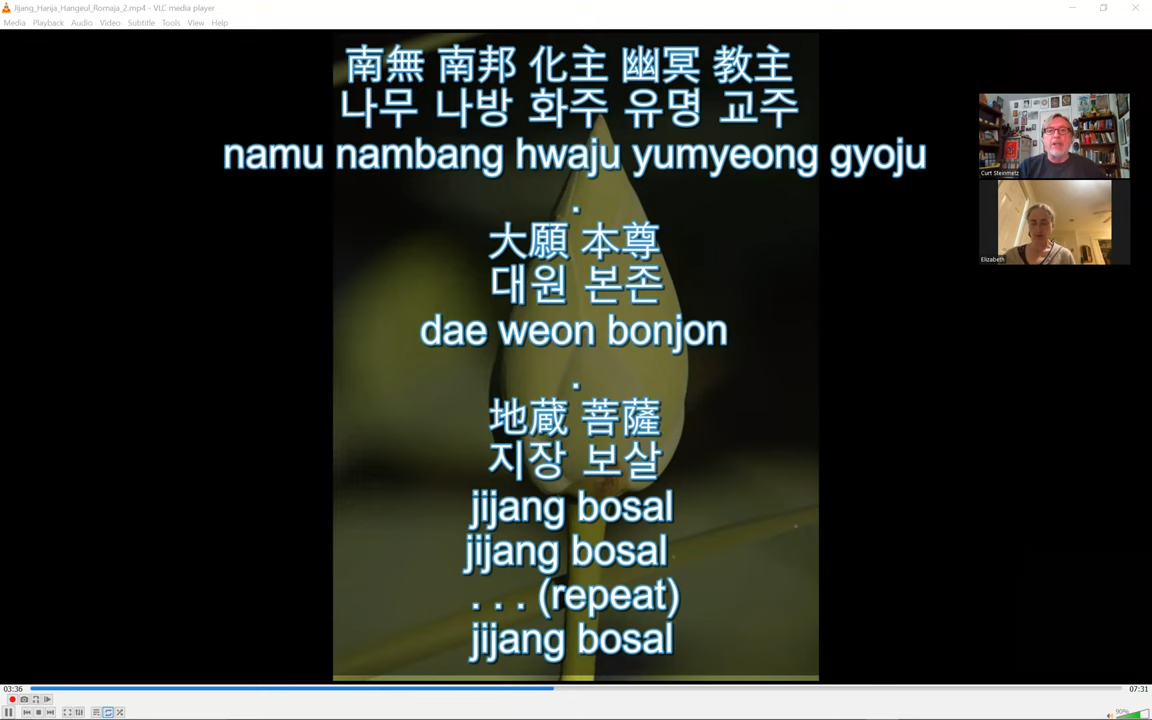 Jijang_Hanja_Hangeul_Romaja_2.mp4 - VLC media player
Media Playback Audio Video Subtitle Tools View Help
南無 南邦 化主 幽冥 教主
나무 나방 화주 유명 교주
namu nambang hwaju yumyeong gyoju
.
大願 本尊
대원 본존
dae weon bonjon
.
地蔵 菩薩
지장 보살
jijang bosal
jijang bosal
. . . (repeat)
jijang bosal
Curt Steinmetz
Elizabeth
03:36
07:31
90%